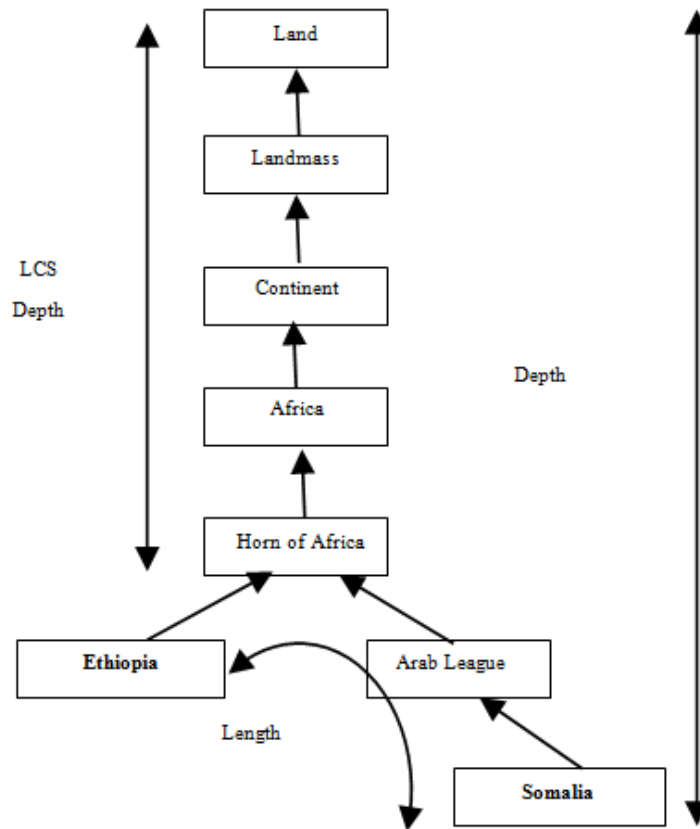 Land
Landmass
LCS
Depth
Continent
Depth
Africa
Horn of Africa
Ethiopia
Arab League
Length
Somalia